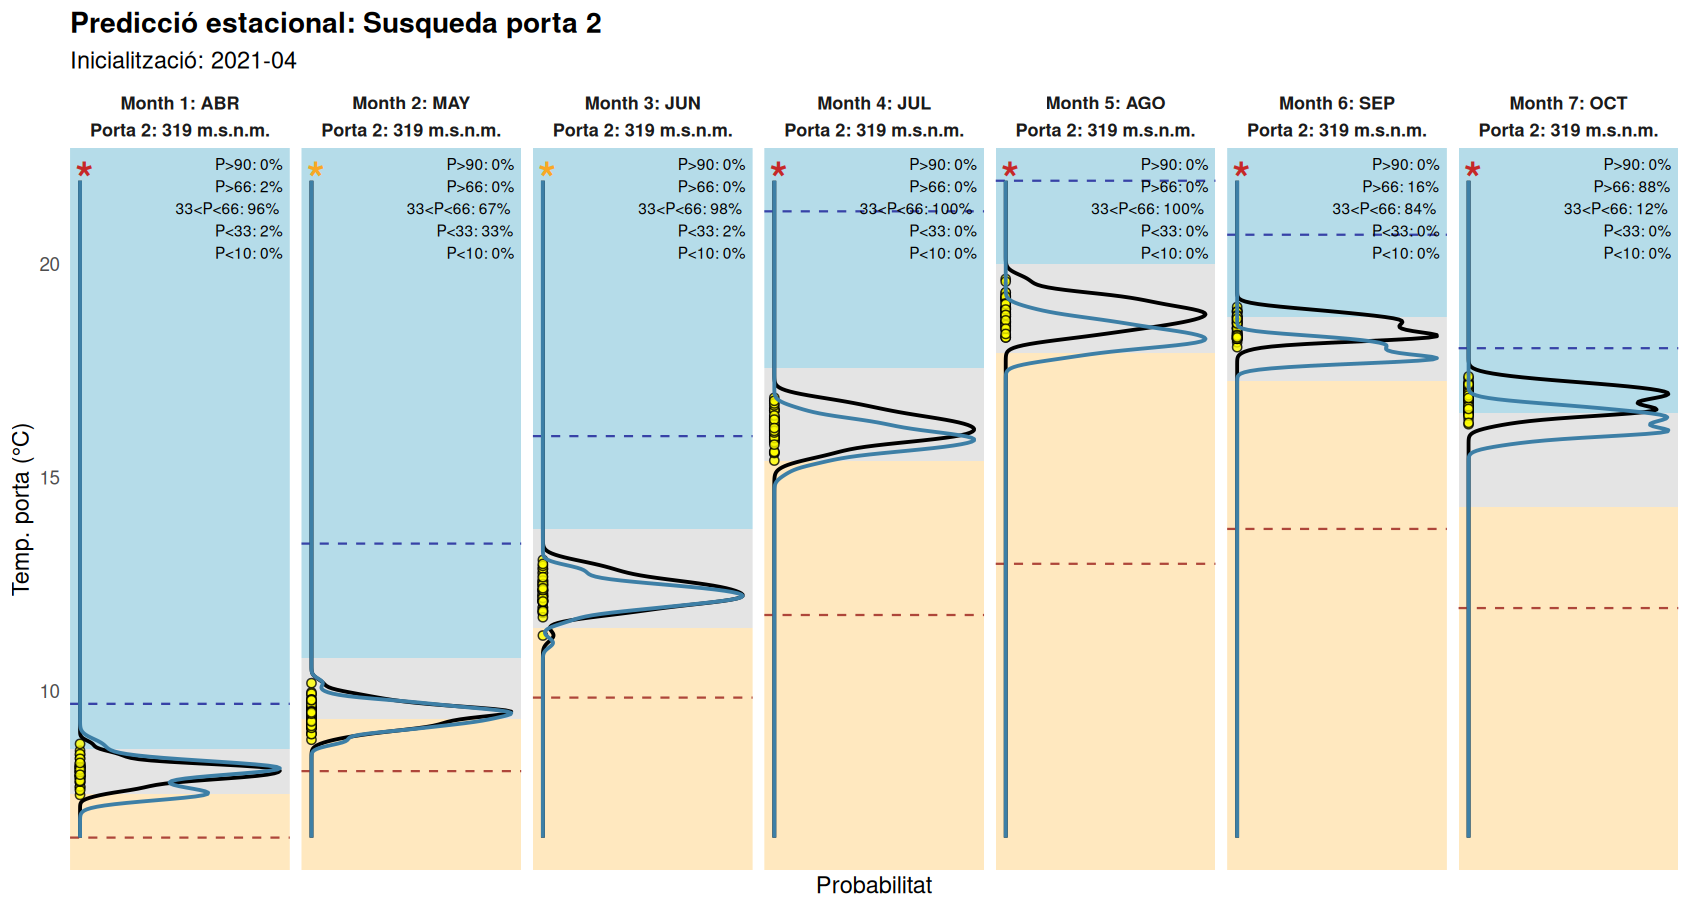 Predicció estacional: Susqueda porta 2
Inicialització: 2021-04
Month 1: ABR
Porta 2: 319 m.s.n.m.
Month 2: MAY
Porta 2: 319 m.s.n.m.
Month 3: JUN
Porta 2: 319 m.s.n.m.
Month 4: JUL
Porta 2: 319 m.s.n.m.
Month 5: AGO
Porta 2: 319 m.s.n.m.
Month 6: SEP
Porta 2: 319 m.s.n.m.
Month 7: OCT
Porta 2: 319 m.s.n.m.
*
P>90: 0%
P>66: 2%
33<P<66: 96%
P<33: 2%
P<10: 0%
*
P>90: 0%
P>66: 0%
33<P<66: 67%
P<33: 33%
P<10: 0%
*
P>90: 0%
P>66: 0%
33<P<66: 98%
P<33: 2%
P<10: 0%
*
P>90: 0%
P>66: 0%
33<P<66: 100%
P<33: 0%
P<10: 0%
*
P>90: 0%
P>66: 0%
33<P<66: 100%
P<33: 0%
P<10: 0%
*
P>90: 0%
P>66: 16%
33<P<66: 84%
P<33: 0%
P<10: 0%
*
P>90: 0%
P>66: 88%
33<P<66: 12%
P<33: 0%
P<10: 0%
Temp. porta (°C)
20
15
10
Probabilitat